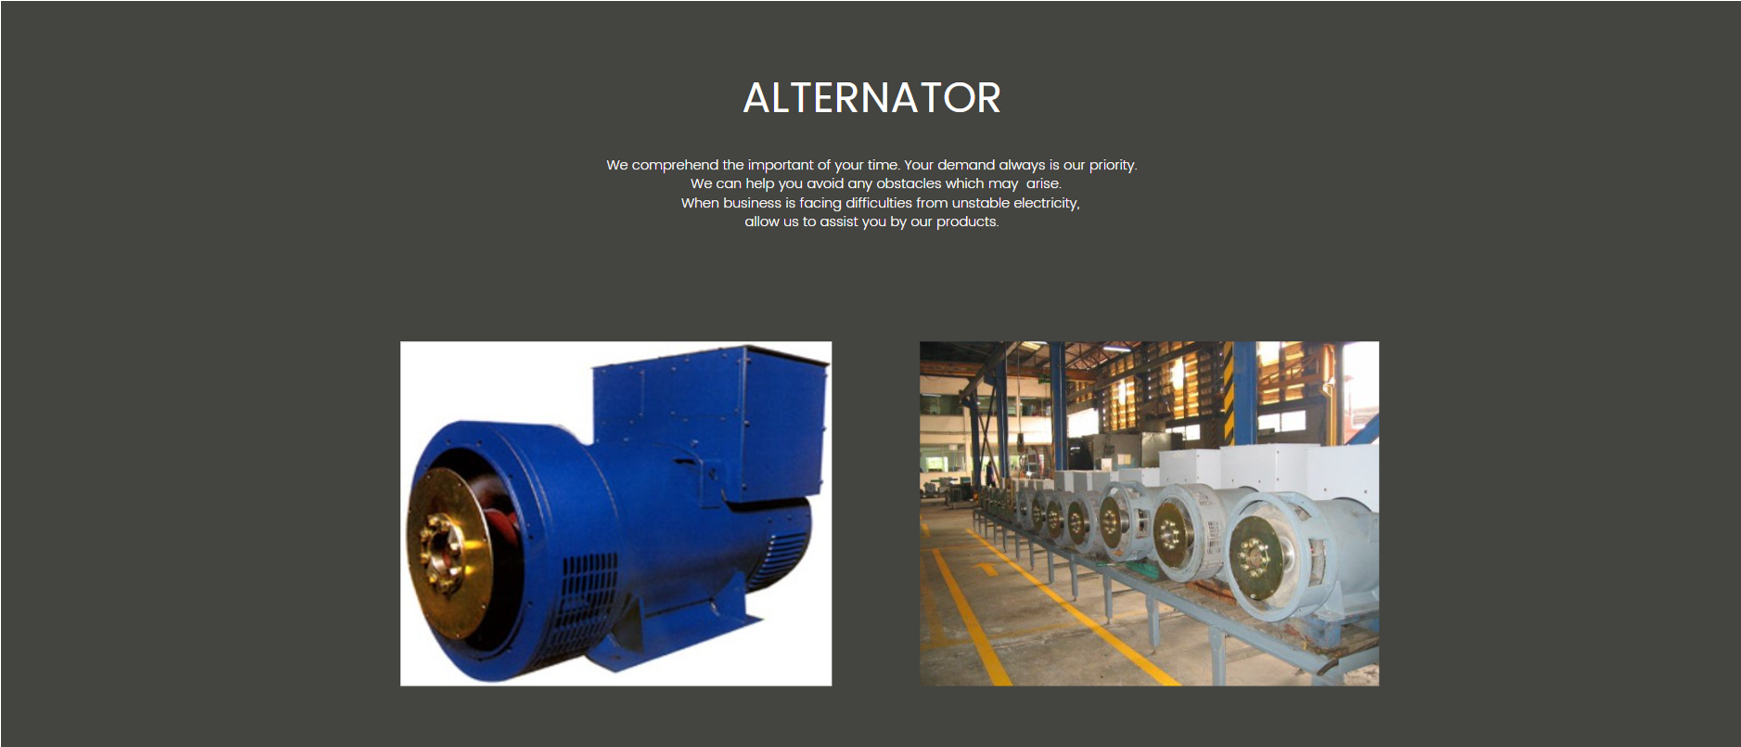 ALTERNATOR
We comprehend the important of your time. Your demand always is our priority.
We can help you avoid any obstacles which may  arise.
When business is facing difficulties from unstable electricity,
allow us to assist you by our products.